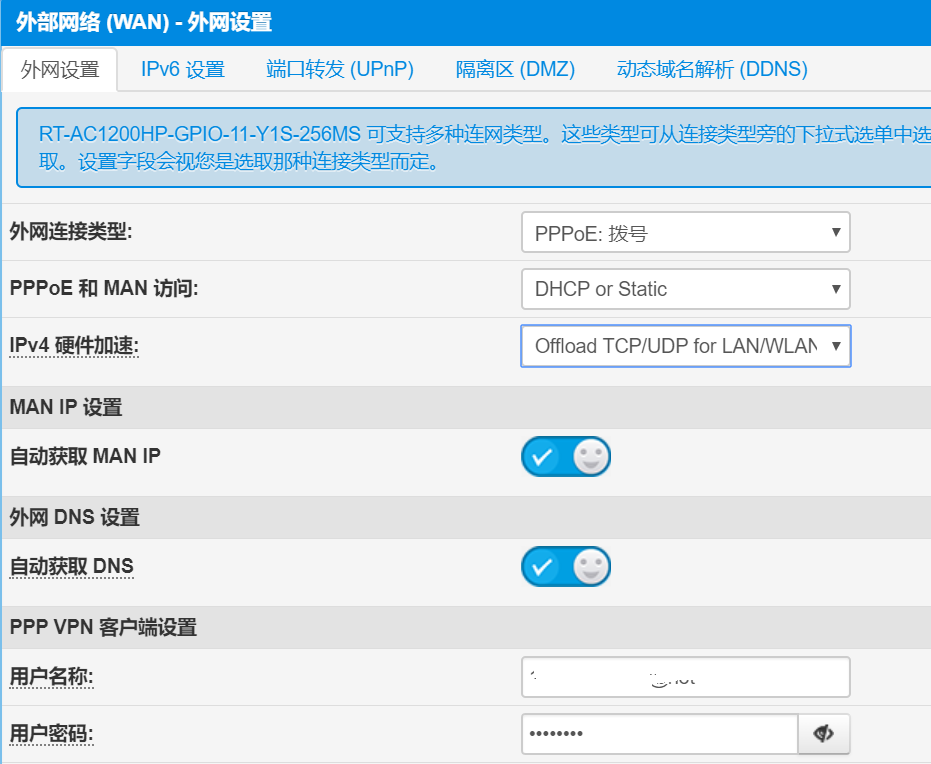 外部网络 (WAN) - 外网设置
外网设置 IPv6 设置 端口转发 (UPnP) 隔离区 (DMZ) 动态域名解析 (DDNS)
RT-AC1200HP-GPIO-11-Y1S-256MS 可支持多种连网类型。这些类型可从连接类型旁的下拉式选单中选
取。设置字段会视您是选取那种连接类型而定。
外网连接类型: PPPoE: 拨号
PPPoE 和 MAN 访问: DHCP or Static
IPv4 硬件加速: Offload TCP/UDP for LAN/WLAN
MAN IP 设置
自动获取 MAN IP
外网 DNS 设置
自动获取 DNS
PPP VPN 客户端设置
用户名称:
用户密码: ••••••••